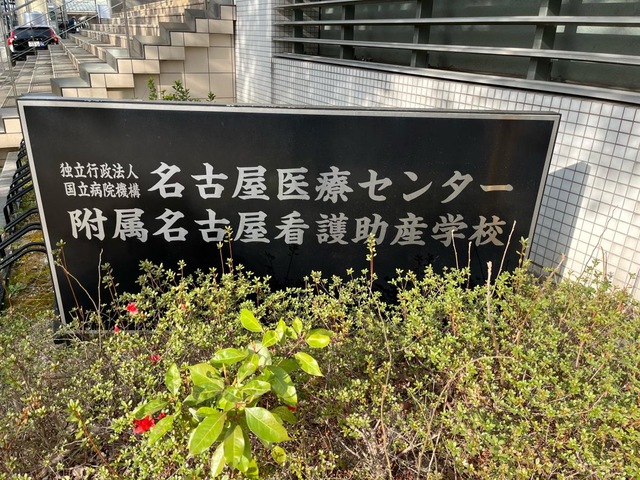 独立行政法人
国立病院機構
名古屋医療センター
附属名古屋看護助産学校